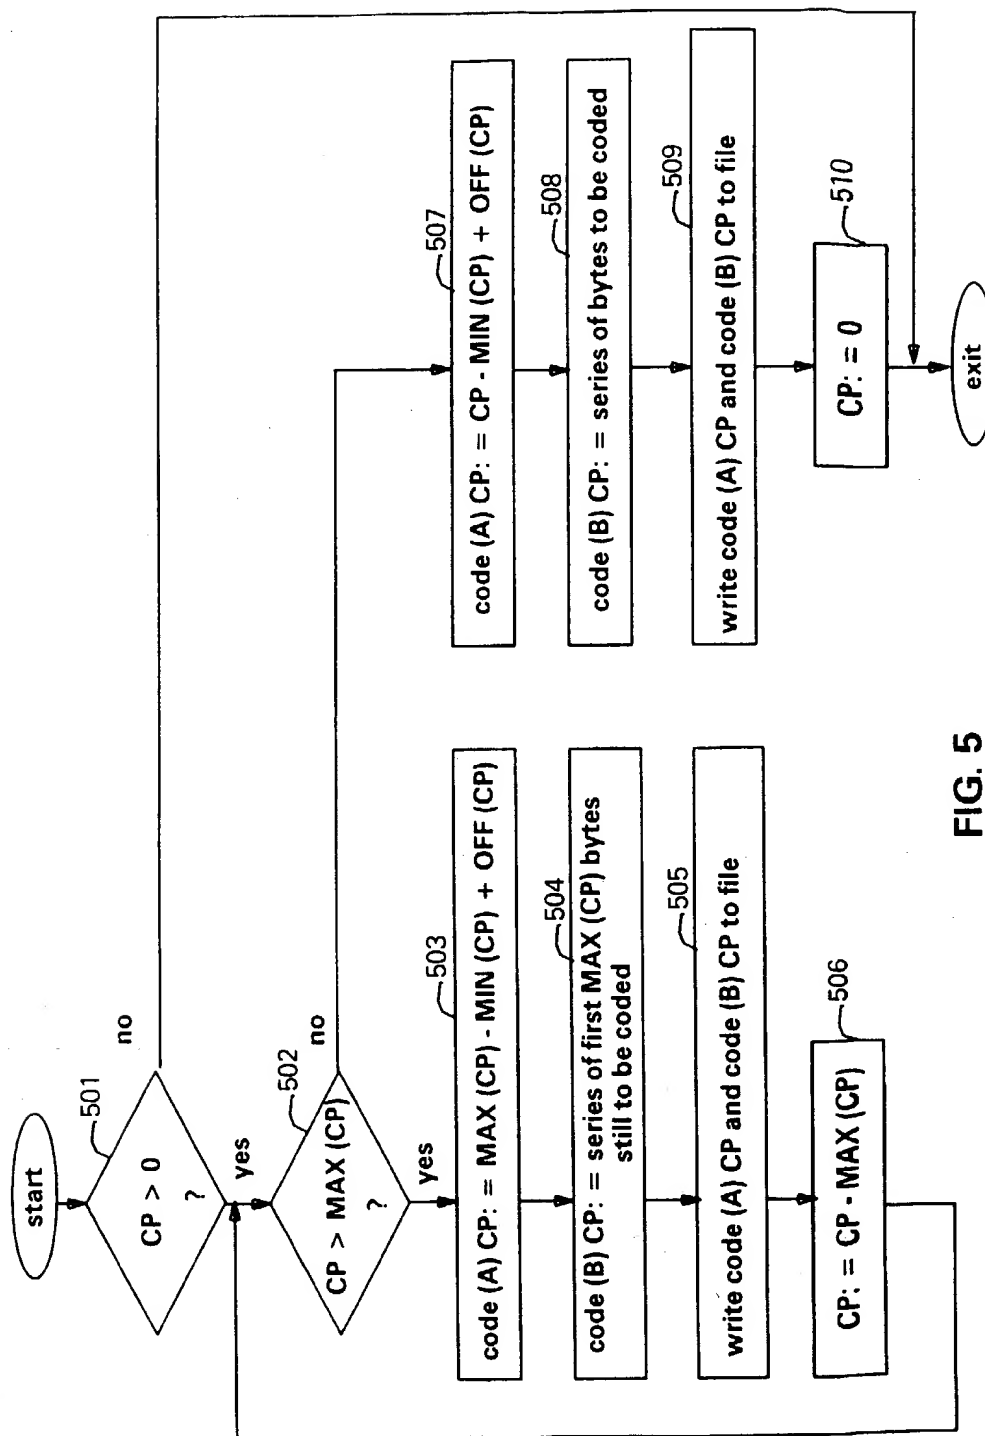 start
501
CP > 0
?
no
yes
502
CP > MAX (CP)
?
no
yes
503
code (A) CP: = MAX (CP) - MIN (CP) + OFF (CP)
504
code (B) CP: = series of first MAX (CP) bytes
still to be coded
505
write code (A) CP and code (B) CP to file
506
CP: = CP - MAX (CP)
507
code (A) CP: = CP - MIN (CP) + OFF (CP)
508
code (B) CP: = series of bytes to be coded
509
write code (A) CP and code (B) CP to file
510
CP: = 0
exit
FIG. 5